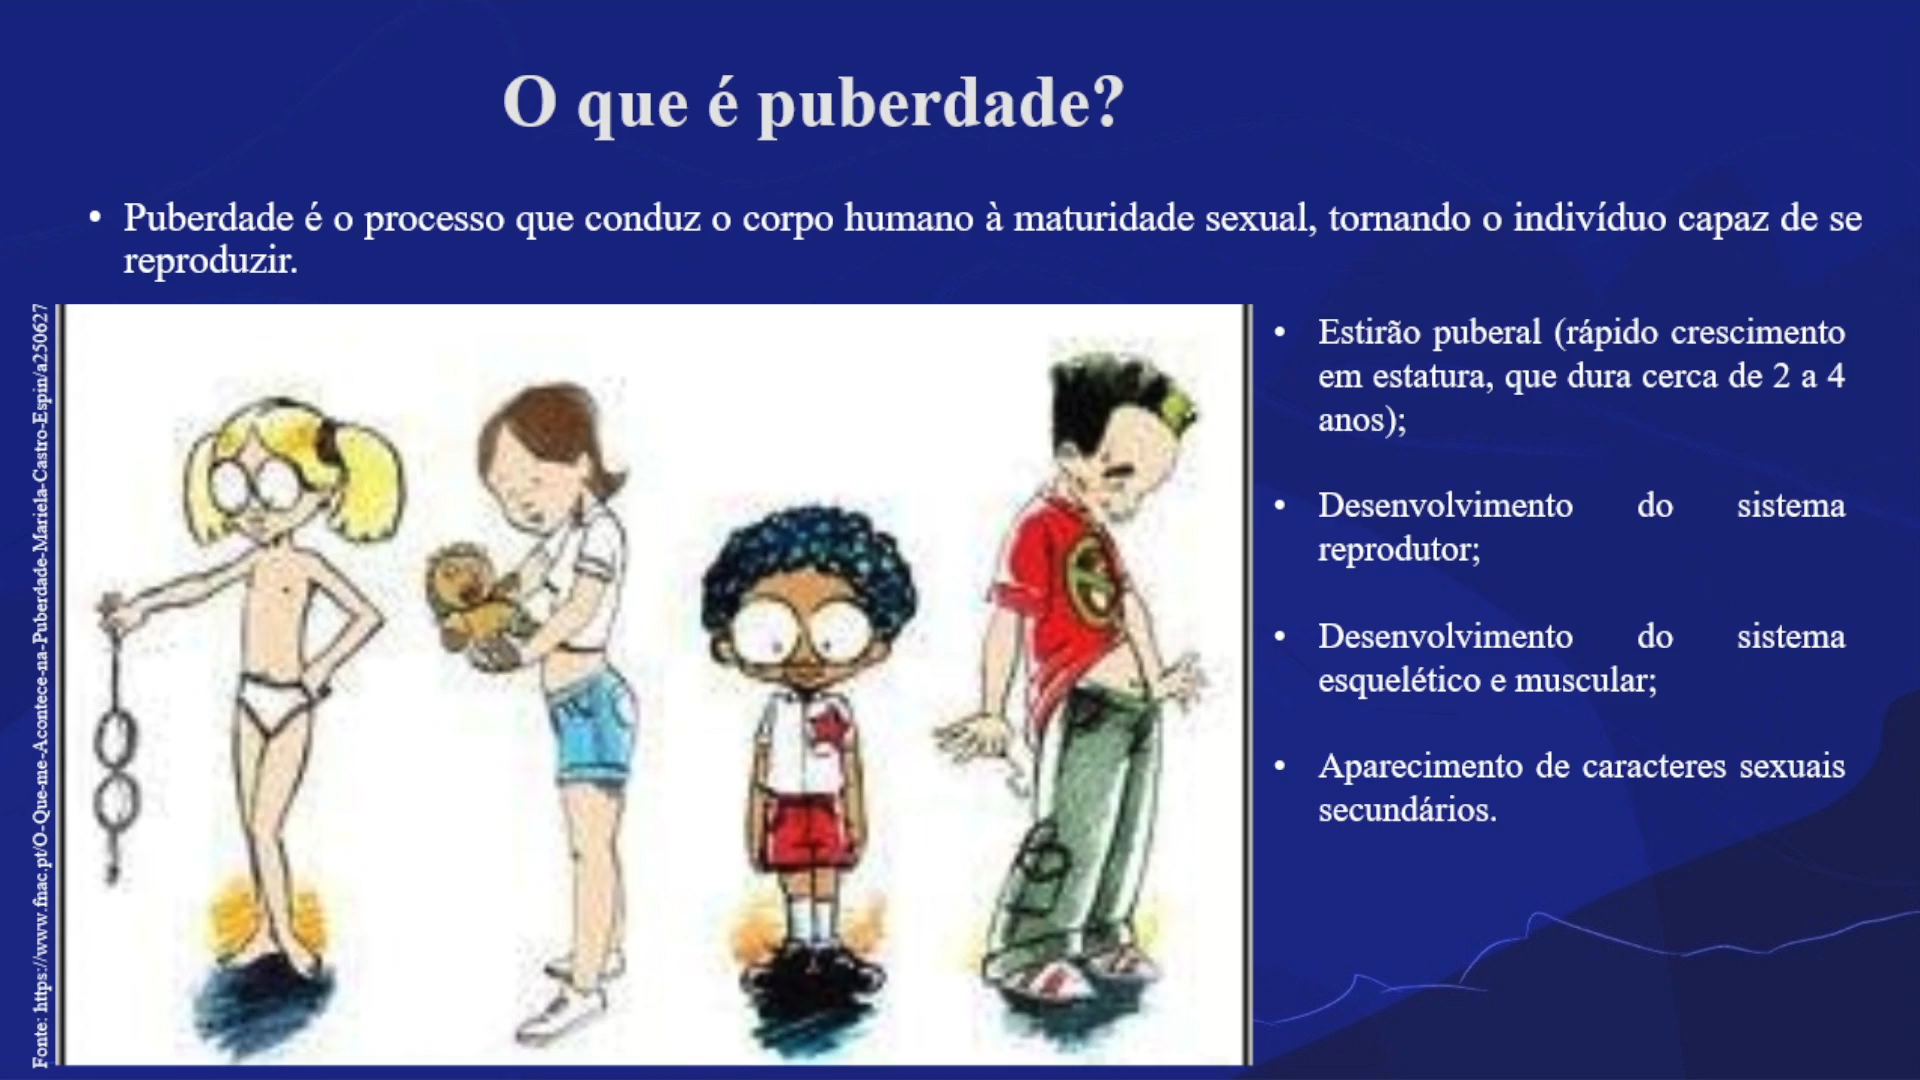 O que é puberdade?
• Puberdade é o processo que conduz o corpo humano à maturidade sexual, tornando o indivíduo capaz de se
reproduzir.
Fonte: https://www.fnac.pt/O-Que-me-Acontece-na-Puberdade-Mariela-Castro-Espin/a250627
• Estirão puberal (rápido crescimento
em estatura, que dura cerca de 2 a 4
anos);
• Desenvolvimento do sistema
reprodutor;
• Desenvolvimento do sistema
esquelético e muscular;
• Aparecimento de caracteres sexuais
secundários.